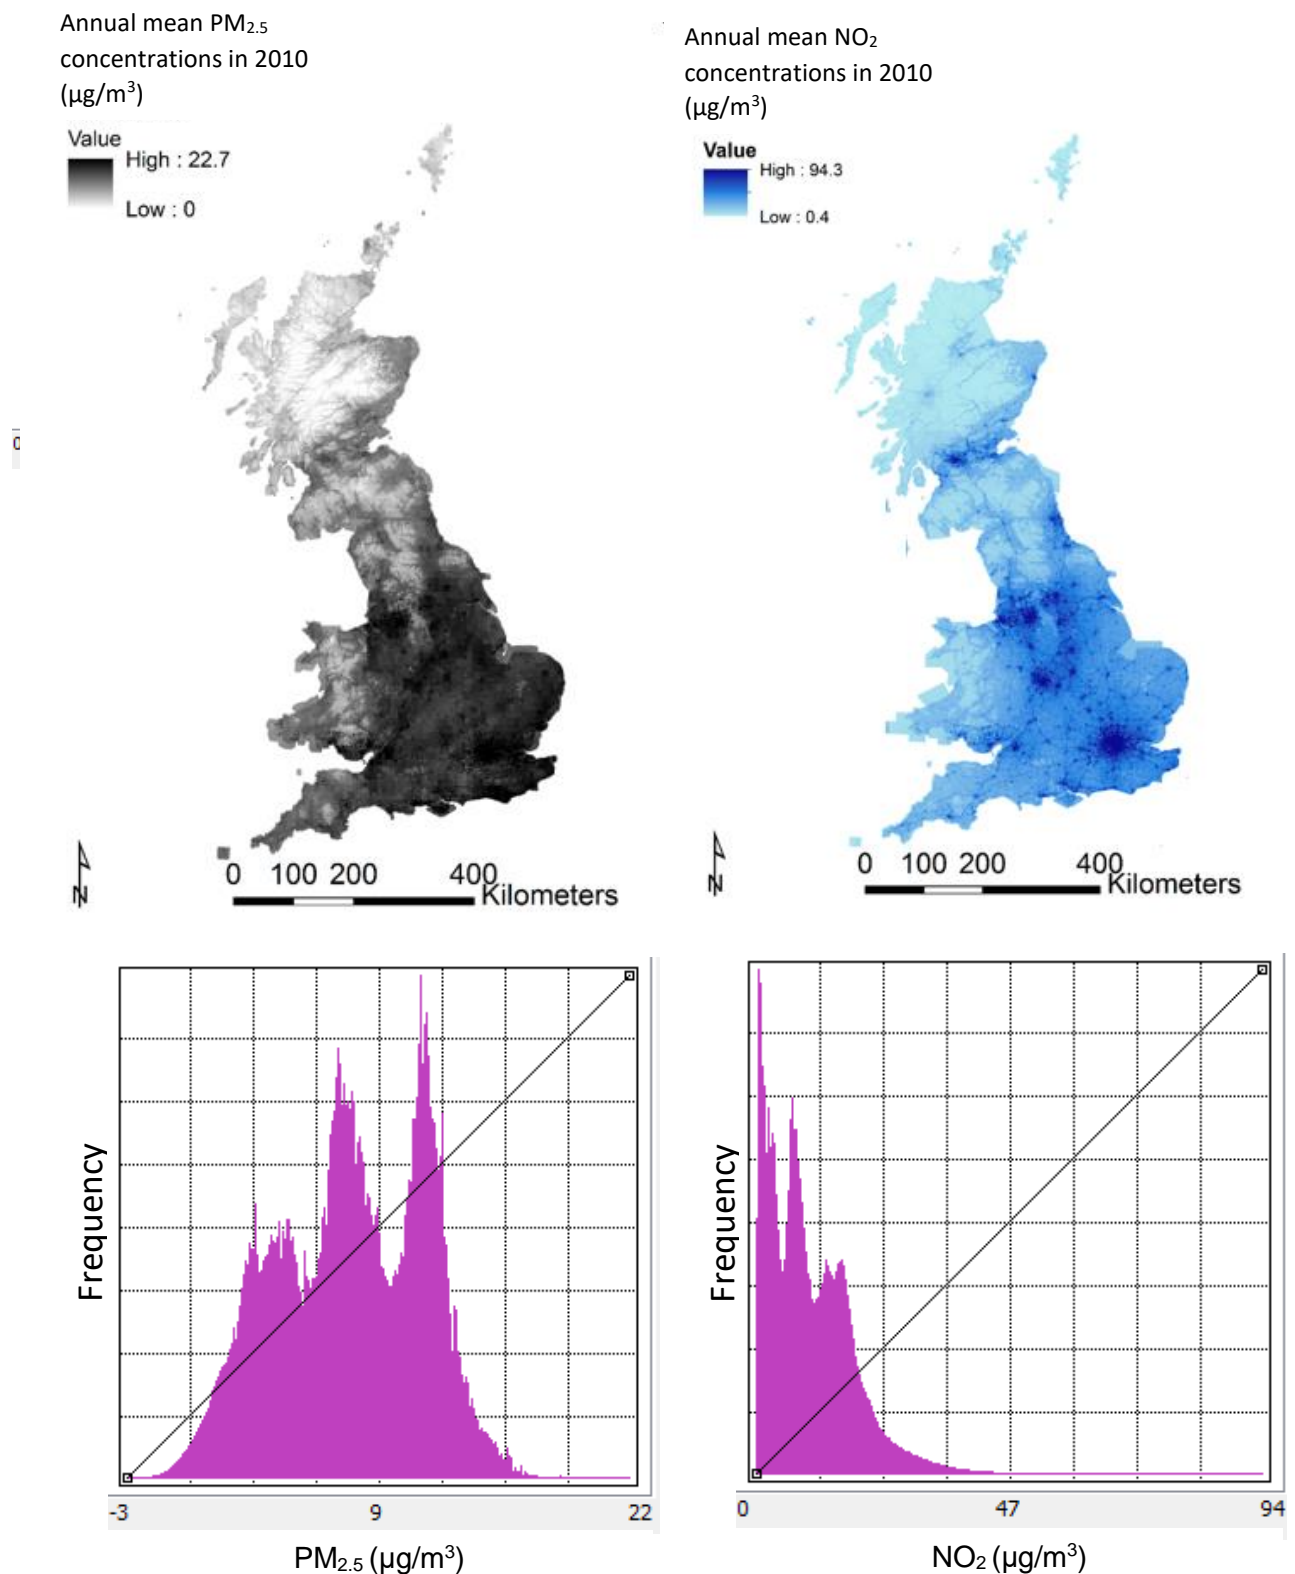 Annual mean PM2.5
concentrations in 2010
(µg/m3)
Value
High : 22.7
Low : 0
N
0 100 200 400
Kilometers
Annual mean NO2
concentrations in 2010
(µg/m3)
Value
High : 94.3
Low : 0.4
N
0 100 200 400
Kilometers
Frequency
-3 9 22
PM2.5 (µg/m3)
Frequency
0 47 94
NO2 (µg/m3)